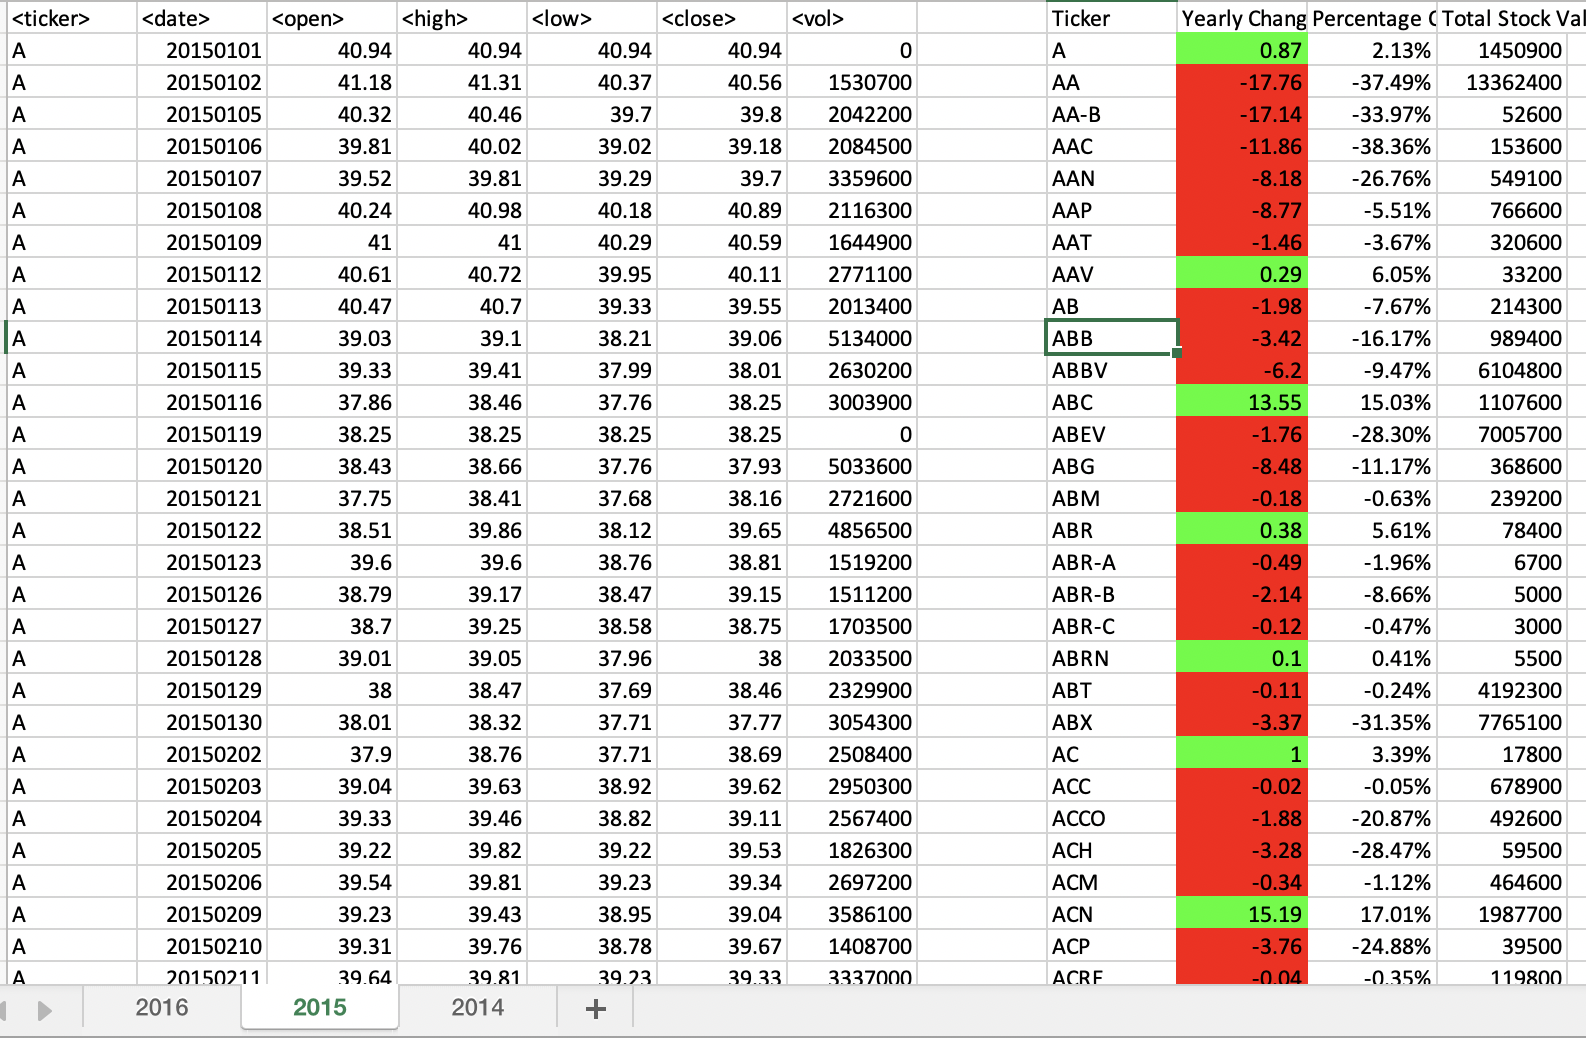 <ticker> <date> <open> <high> <low> <close> <vol> Ticker Yearly Chang Percentage C Total Stock Val
A 20150101 40.94 40.94 40.94 40.94 0 A 0.87 2.13% 1450900
A 20150102 41.18 41.31 40.37 40.56 1530700 AA -17.76 -37.49% 13362400
A 20150105 40.32 40.46 39.7 39.8 2042200 AA-B -17.14 -33.97% 52600
A 20150106 39.81 40.02 39.02 39.18 2084500 AAC -11.86 -38.36% 153600
A 20150107 39.52 39.81 39.29 39.7 3359600 AAN -8.18 -26.76% 549100
A 20150108 40.24 40.98 40.18 40.89 2116300 AAP -8.77 -5.51% 766600
A 20150109 41 41 40.29 40.59 1644900 AAT -1.46 -3.67% 320600
A 20150112 40.61 40.72 39.95 40.11 2771100 AAV 0.29 6.05% 33200
A 20150113 40.47 40.7 39.33 39.55 2013400 AB -1.98 -7.67% 214300
A 20150114 39.03 39.1 38.21 39.06 5134000 ABB -3.42 -16.17% 989400
A 20150115 39.33 39.41 37.99 38.01 2630200 ABBV -6.2 -9.47% 6104800
A 20150116 37.86 38.46 37.76 38.25 3003900 ABC 13.55 15.03% 1107600
A 20150119 38.25 38.25 38.25 38.25 0 ABEV -1.76 -28.30% 7005700
A 20150120 38.43 38.66 37.76 37.93 5033600 ABG -8.48 -11.17% 368600
A 20150121 37.75 38.41 37.68 38.16 2721600 ABM -0.18 -0.63% 239200
A 20150122 38.51 39.86 38.12 39.65 4856500 ABR 0.38 5.61% 78400
A 20150123 39.6 39.6 38.76 38.81 1519200 ABR-A -0.49 -1.96% 6700
A 20150126 38.79 39.17 38.47 39.15 1511200 ABR-B -2.14 -8.66% 5000
A 20150127 38.7 39.25 38.58 38.75 1703500 ABR-C -0.12 -0.47% 3000
A 20150128 39.01 39.05 37.96 38 2033500 ABRN 0.1 0.41% 5500
A 20150129 38 38.47 37.69 38.46 2329900 ABT -0.11 -0.24% 4192300
A 20150130 38.01 38.32 37.71 37.77 3054300 ABX -3.37 -31.35% 7765100
A 20150202 37.9 38.76 37.71 38.69 2508400 AC 1 3.39% 17800
A 20150203 39.04 39.63 38.92 39.62 2950300 ACC -0.02 -0.05% 678900
A 20150204 39.33 39.46 38.82 39.11 2567400 ACCO -1.88 -20.87% 492600
A 20150205 39.22 39.82 39.22 39.53 1826300 ACH -3.28 -28.47% 59500
A 20150206 39.54 39.81 39.23 39.34 2697200 ACM -0.34 -1.12% 464600
A 20150209 39.23 39.43 38.95 39.04 3586100 ACN 15.19 17.01% 1987700
A 20150210 39.31 39.76 38.78 39.67 1408700 ACP -3.76 -24.88% 39500
A 20150211 39.64 39.81 39.23 39.33 3337000 ACRE -0.04 -0.35% 119800
2016 2015 2014 +